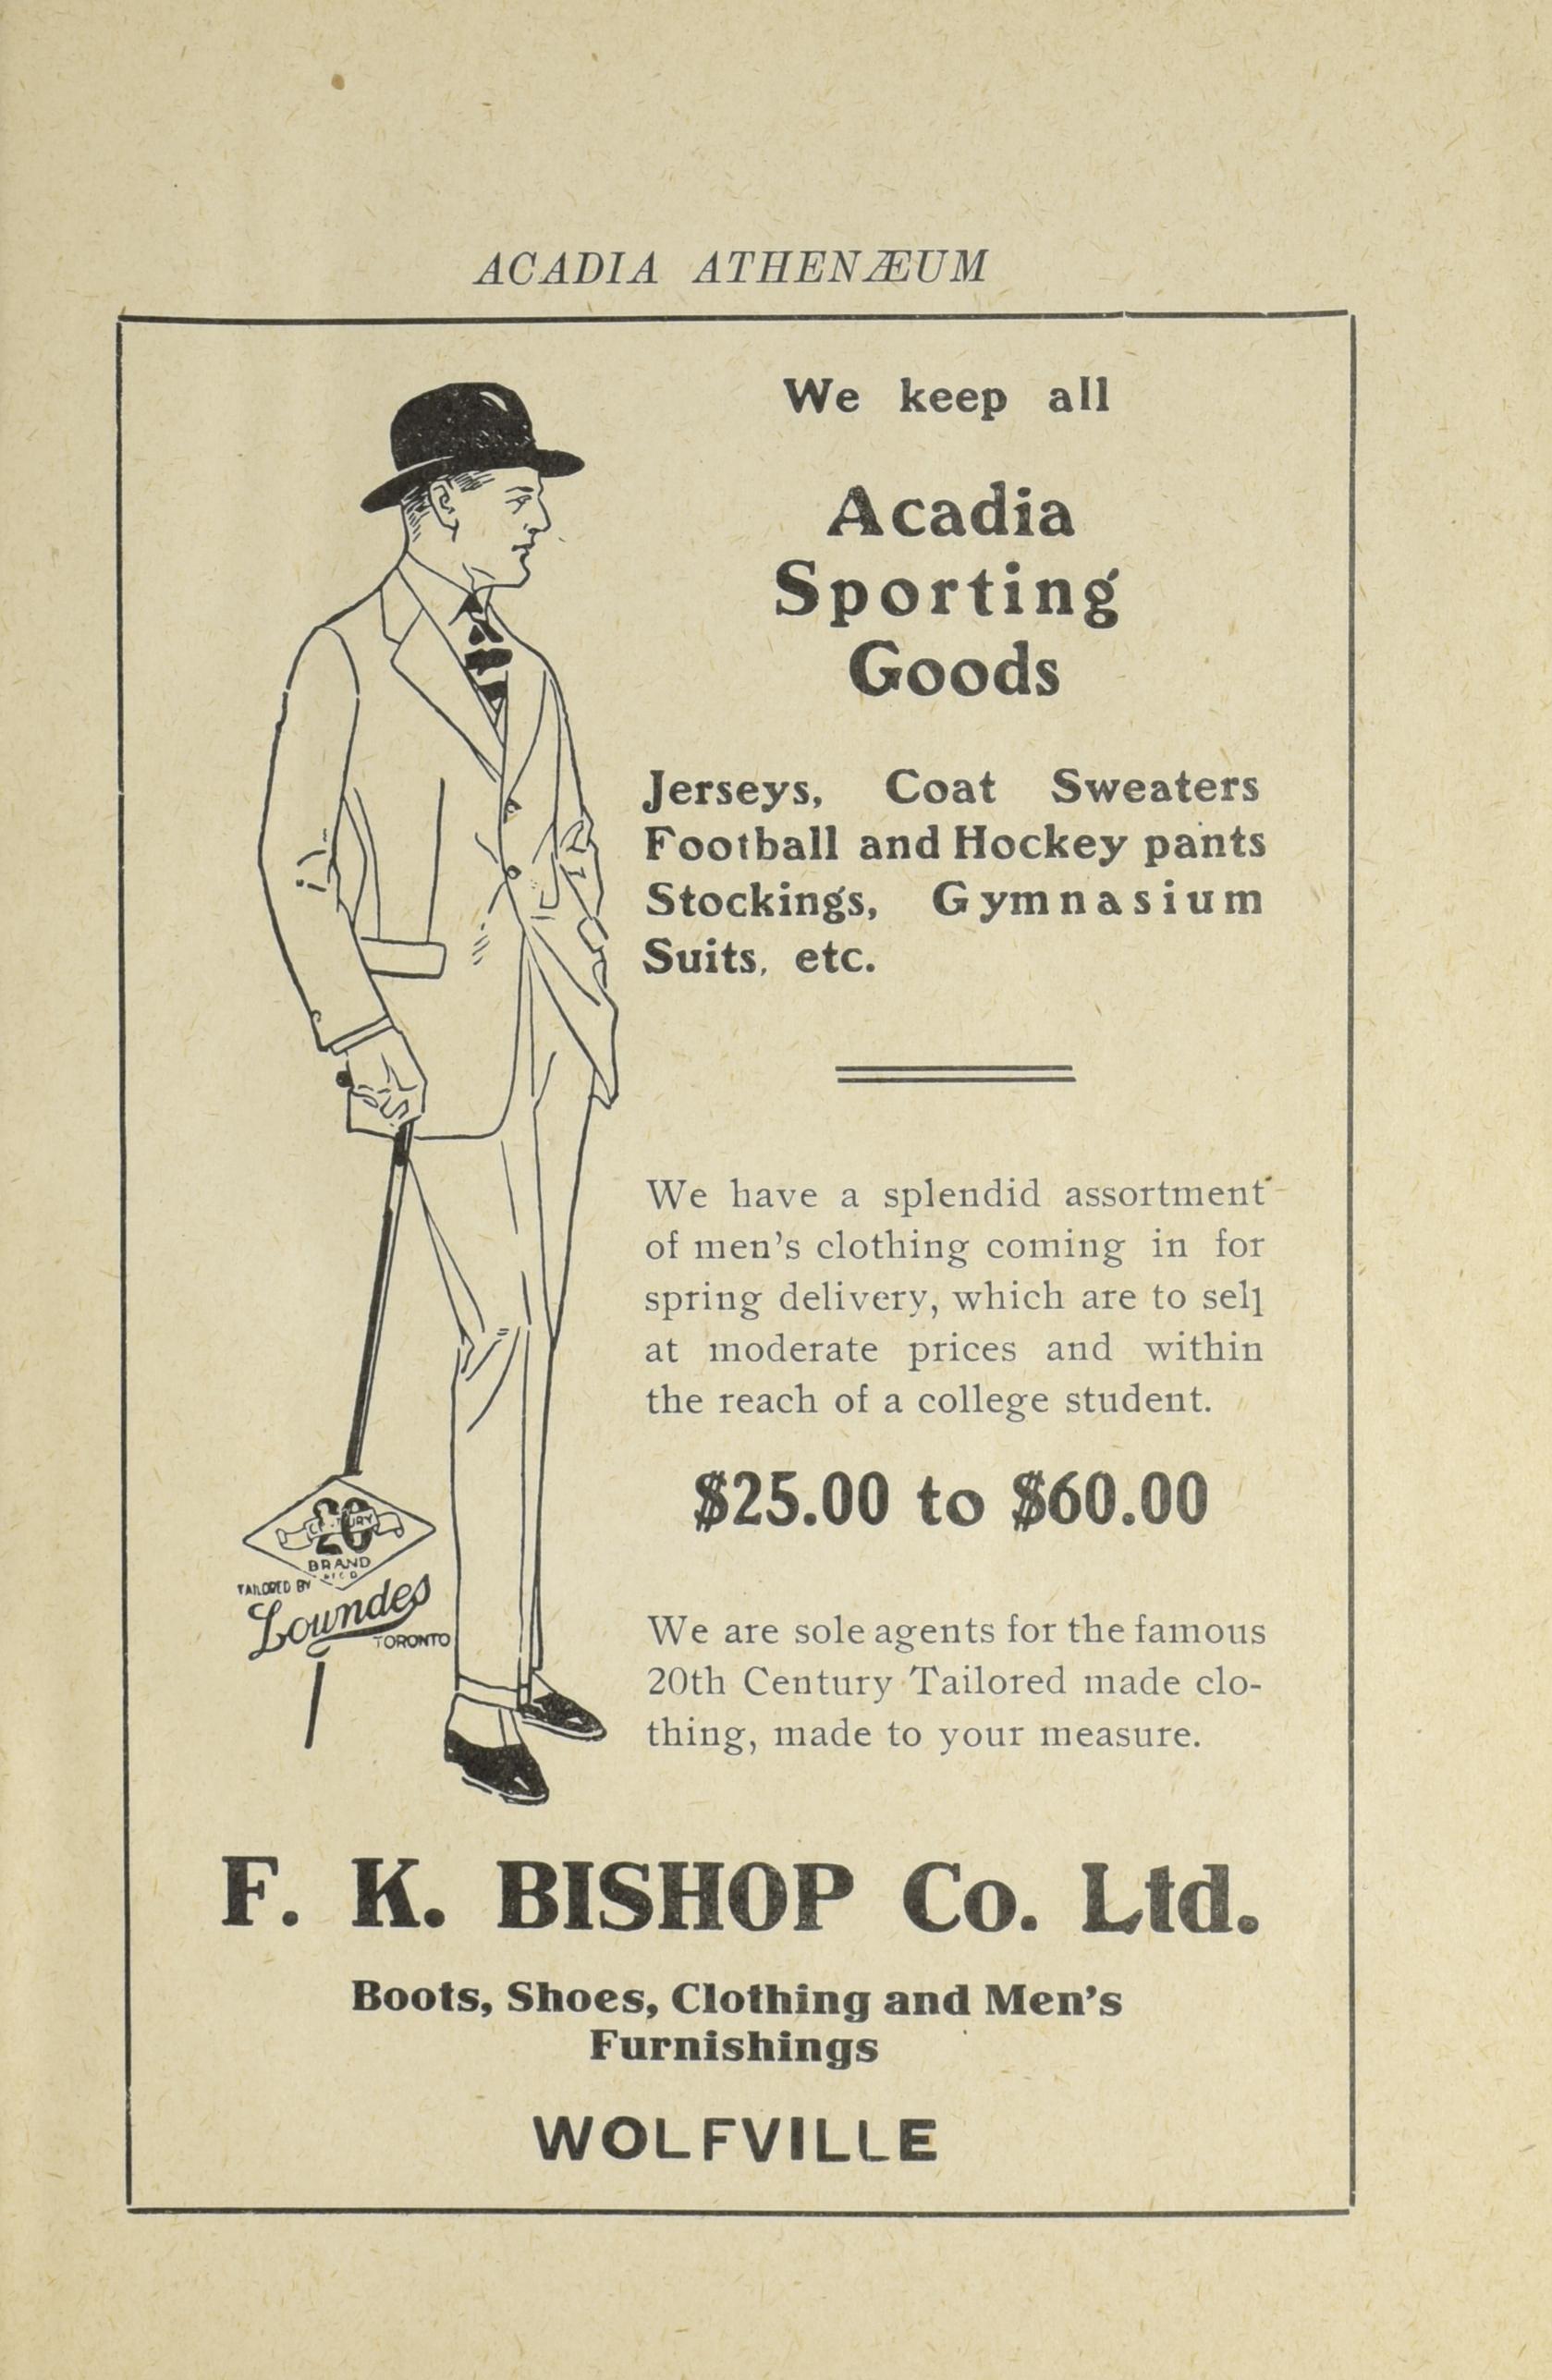 ACADIA ATHENÆUM
We keep all
Acadia
Sporting
Goods
Jerseys, Coat Sweaters
Football and Hockey pants
Stockings, Gymnasium
Suits, etc.
We have a splendid assortment
of men's clothing coming in for
spring delivery, which are to sell
at moderate prices and within
the reach of a college student.
$25.00 to $60.00
20
CENTURY
BRAND
TAILORED BY
Lowndes
TORONTO
We are sole agents for the famous
20th Century Tailored made clo-
thing, made to your measure.
F. K. BISHOP Co. Ltd.
Boots, Shoes, Clothing and Men's
Furnishings
WOLFVILLE